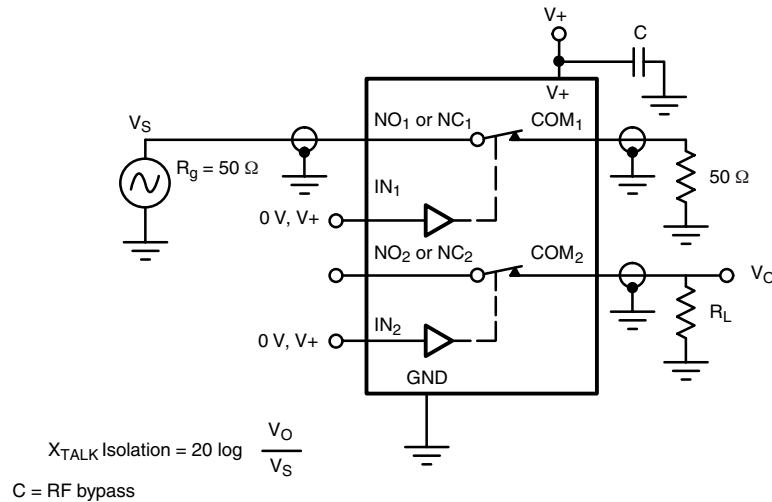 V+
C
V+
VS
NO1 or NC1
COM1
Rg = 50 Ω
50 Ω
IN1
0 V, V+
NO2 or NC2
COM2
VO
RL
IN2
0 V, V+
GND
XTALK Isolation = 20 log VO
VS
C = RF bypass